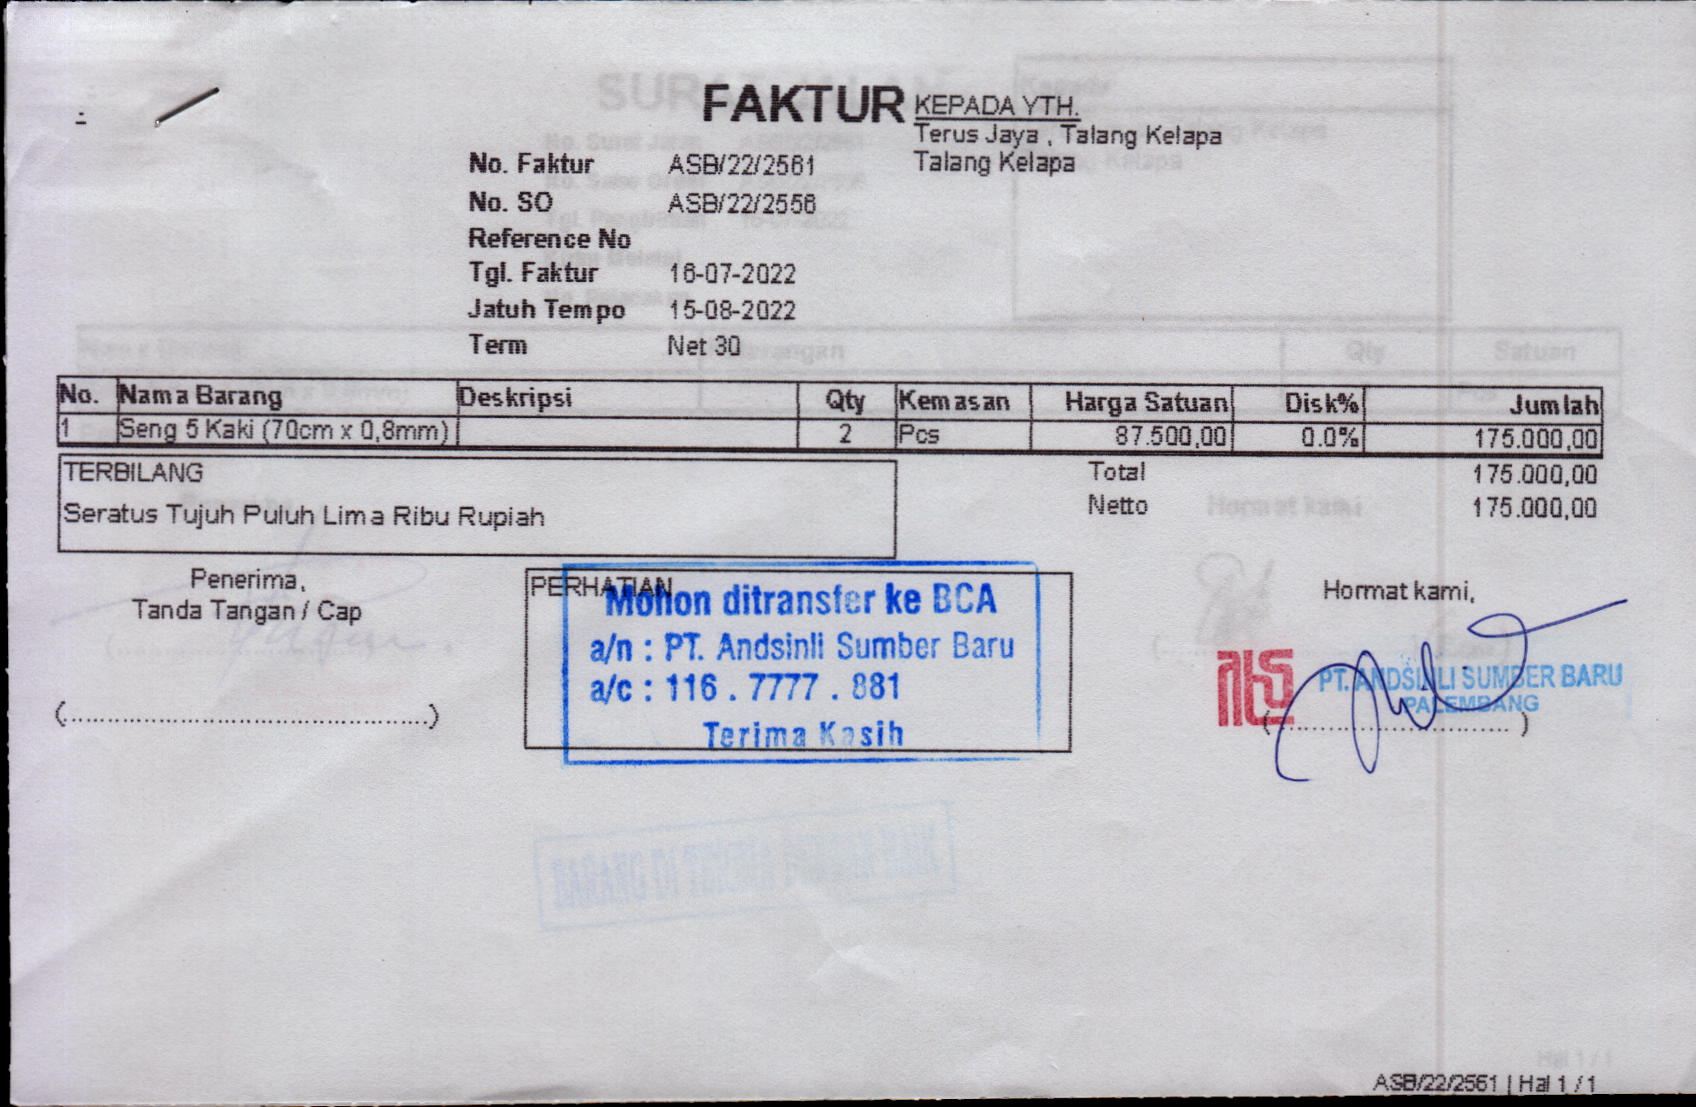 FAKTUR
KEPADA YTH.
Terus Jaya , Talang Kelapa
Talang Kelapa
No. Faktur ASB/22/2561
No. SO ASB/22/2556
Reference No
Tgl. Faktur 16-07-2022
Jatuh Tempo 15-08-2022
Term Net 30
No. Nama Barang Deskripsi Qty Kemasan Harga Satuan Disk% Jumlah
1 Seng 5 Kaki (70cm x 0,8mm) 2 Pcs 87.500,00 0.0% 175.000,00
TERBILANG
Seratus Tujuh Puluh Lima Ribu Rupiah
Total 175.000,00
Netto 175.000,00
Penerima,
Tanda Tangan / Cap
(..........................................................)
PERHATIAN
Mohon ditransfer ke BCA
a/n : PT. Andsinli Sumber Baru
a/c : 116 . 7777 . 881
Terima Kasih
Hormat kami,
PT. ANDSINLI SUMBER BARU
PALEMBANG
(....................................)
ASB/22/2561 | Hal 1 / 1